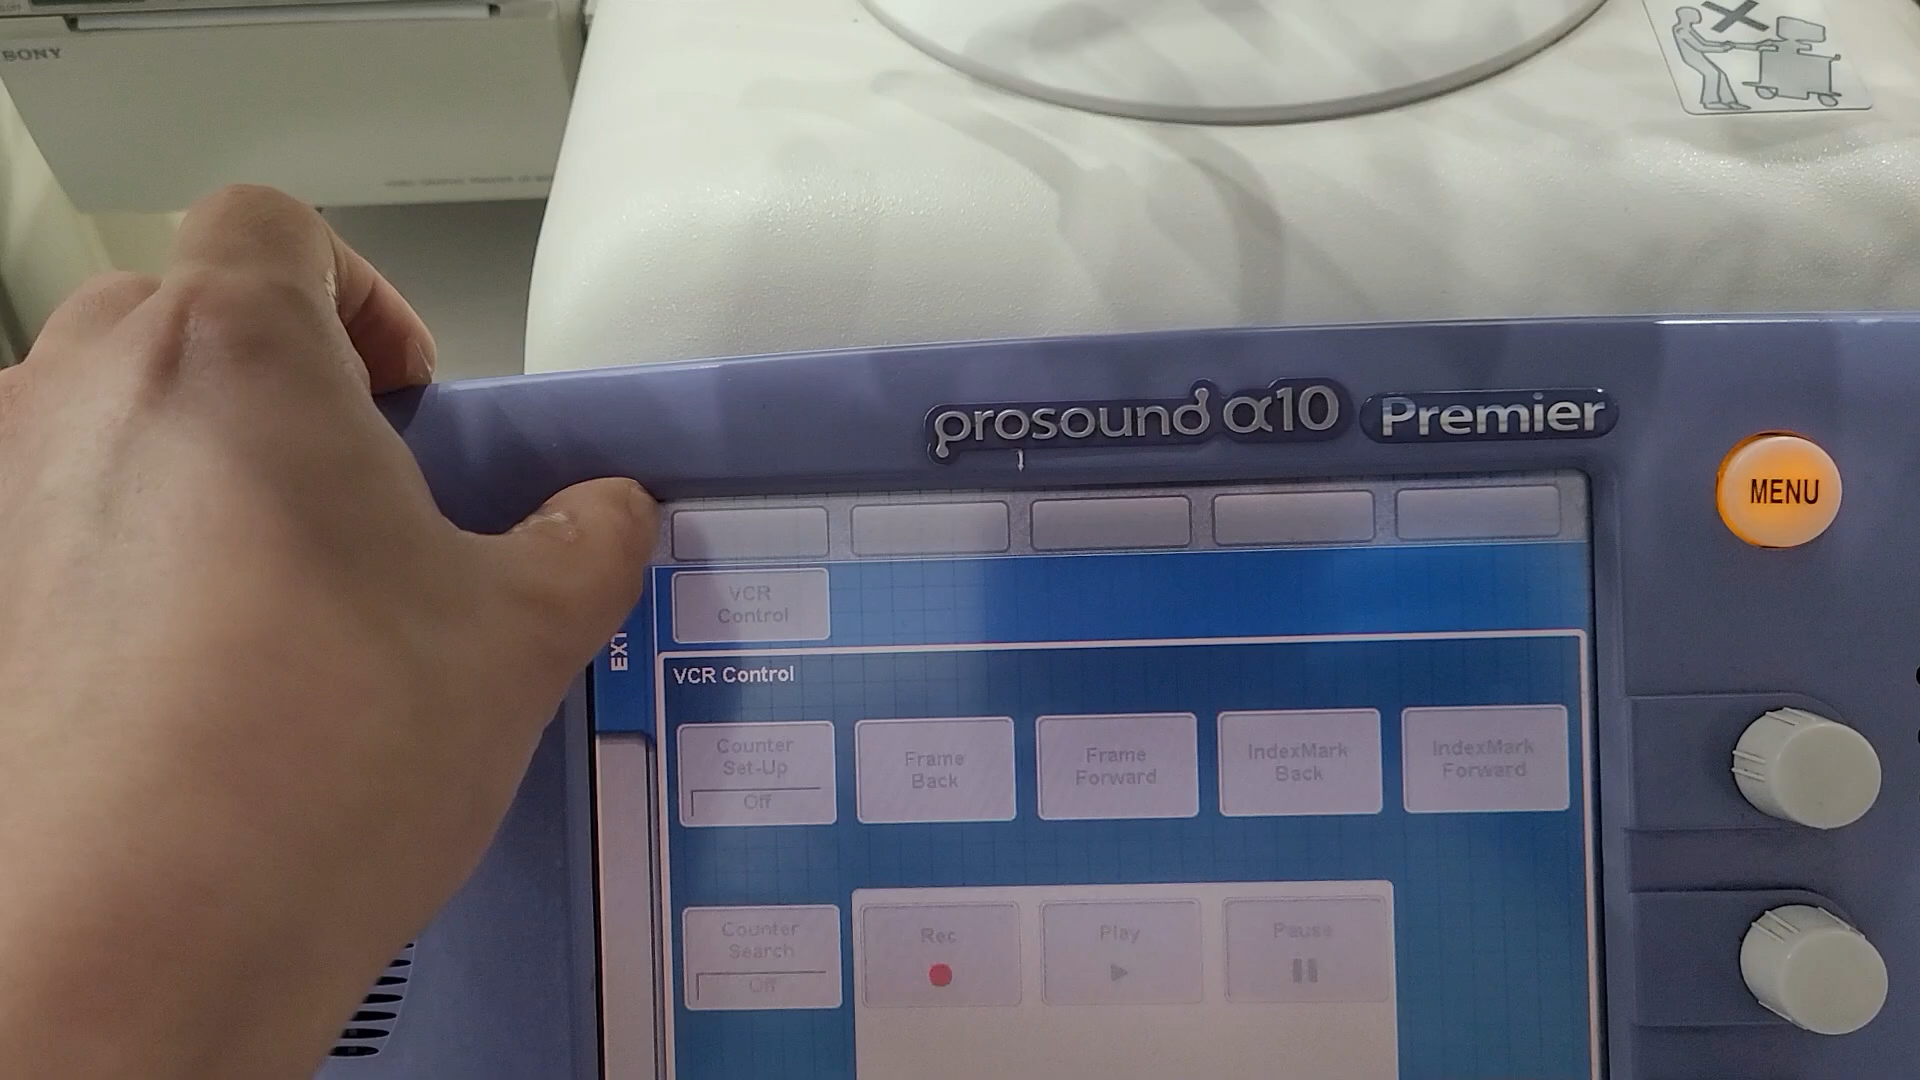 SONY
prosound α10 Premier
MENU
VCR
Control
EXT
VCR Control
Counter
Set-Up
Off
Frame
Back
Frame
Forward
IndexMark
Back
IndexMark
Forward
Counter
Search
Off
Rec
Play
Pause